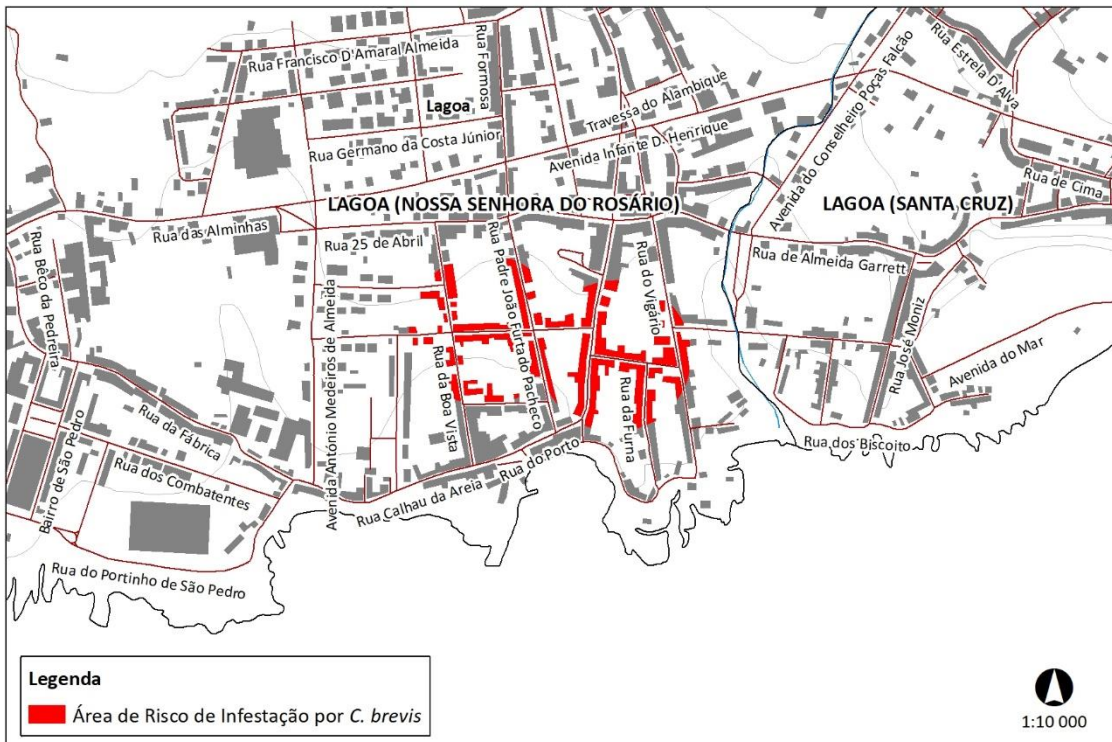 Rua Francisco D'Amaral Almeida
Rua Formosa
Lagoa
Travessa do Alambique
Rua Germano da Costa Júnior
Avenida Infante D. Henrique
Avenida do Conselheiro Poças Falcão
Rua Estrela D'Alva
Rua de Cima
LAGOA (NOSSA SENHORA DO ROSÁRIO)
LAGOA (SANTA CRUZ)
Rua das Alminhas
Rua 25 de Abril
Rua Bêco da Pedreira
Rua Padre João Furtado Pacheco
Rua do Vigário
Rua de Almeida Garrett
Avenida António Medeiros de Almeida
Rua da Boa Vista
Rua da Furna
Rua José Moniz
Avenida do Mar
Rua da Fábrica
Bairro de São Pedro
Rua dos Combatentes
Rua Calhau da Areia
Rua do Porto
Rua dos Biscoito
Rua do Portinho de São Pedro
Legenda
Área de Risco de Infestação por C. brevis
1:10 000